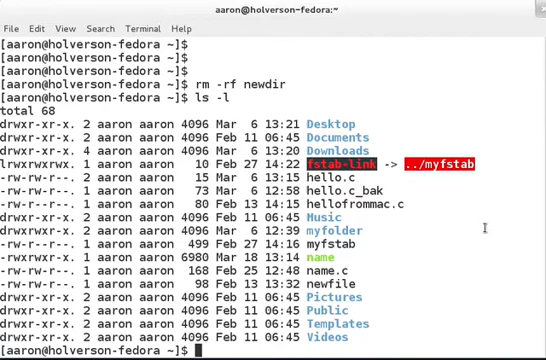 aaron@holverson-fedora:~
File Edit View Search Terminal Help
[aaron@holverson-fedora ~]$
[aaron@holverson-fedora ~]$
[aaron@holverson-fedora ~]$
[aaron@holverson-fedora ~]$ rm -rf newdir
[aaron@holverson-fedora ~]$ ls -l
total 68
drwxr-xr-x. 2 aaron aaron 4096 Mar  6 13:21 Desktop
drwxr-xr-x. 2 aaron aaron 4096 Feb 11 06:45 Documents
drwxr-xr-x. 4 aaron aaron 4096 Mar  6 13:20 Downloads
lrwxrwxrwx. 1 aaron aaron   10 Feb 27 14:22 fstab-link -> ../myfstab
-rw-rw-r--. 1 aaron aaron   15 Mar  6 13:15 hello.c
-rw-rw-r--. 1 aaron aaron   73 Mar  6 12:58 hello.c_bak
-rw-rw-r--. 1 aaron aaron   80 Feb 13 14:15 hellofrommac.c
drwxr-xr-x. 2 aaron aaron 4096 Feb 11 06:45 Music
drwxrwxr-x. 2 aaron aaron 4096 Mar  6 12:39 myfolder
-rw-r--r--. 1 aaron aaron  499 Feb 27 14:16 myfstab
-rwxrwxr-x. 1 aaron aaron 6980 Mar 18 13:14 name
-rw-rw-r--. 1 aaron aaron  168 Feb 25 12:48 name.c
-rw-rw-r--. 1 aaron aaron   98 Feb 13 13:32 newfile
drwxr-xr-x. 2 aaron aaron 4096 Feb 11 06:45 Pictures
drwxr-xr-x. 2 aaron aaron 4096 Feb 11 06:45 Public
drwxr-xr-x. 2 aaron aaron 4096 Feb 11 06:45 Templates
drwxr-xr-x. 2 aaron aaron 4096 Feb 11 06:45 Videos
[aaron@holverson-fedora ~]$